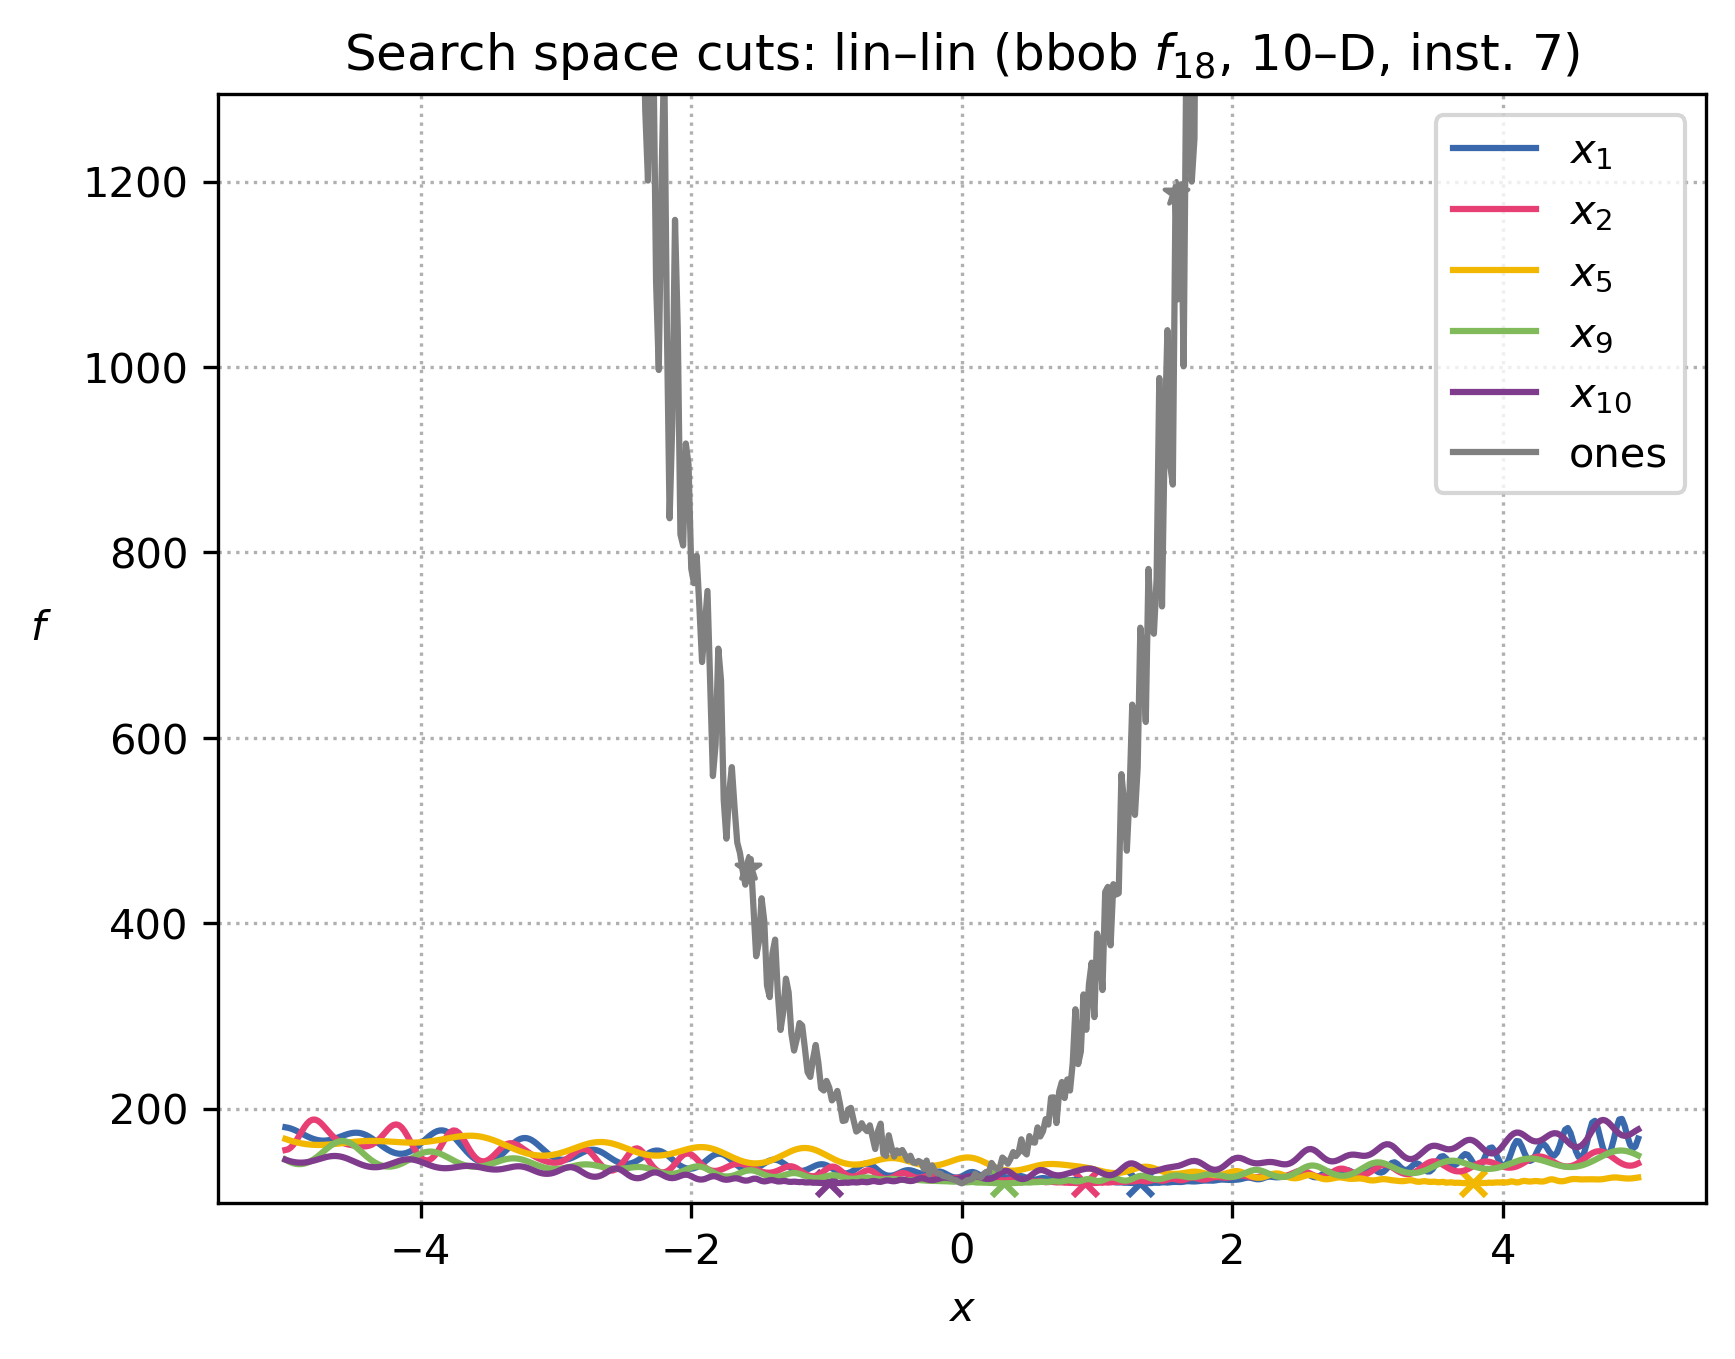 Search space cuts: lin–lin (bbob f18, 10–D, inst. 7)
x1
x2
x5
x9
x10
ones
1200
1000
800
600
400
200
f
−4
−2
0
2
4
x